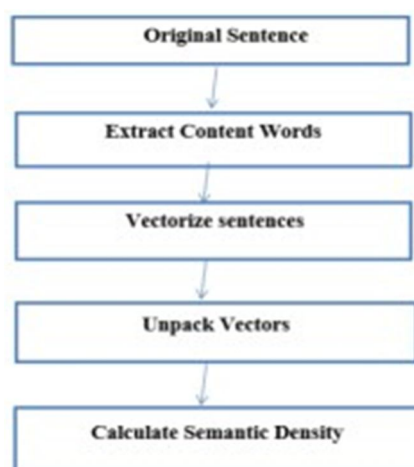 Original Sentence
Extract Content Words
Vectorize sentences
Unpack Vectors
Calculate Semantic Density